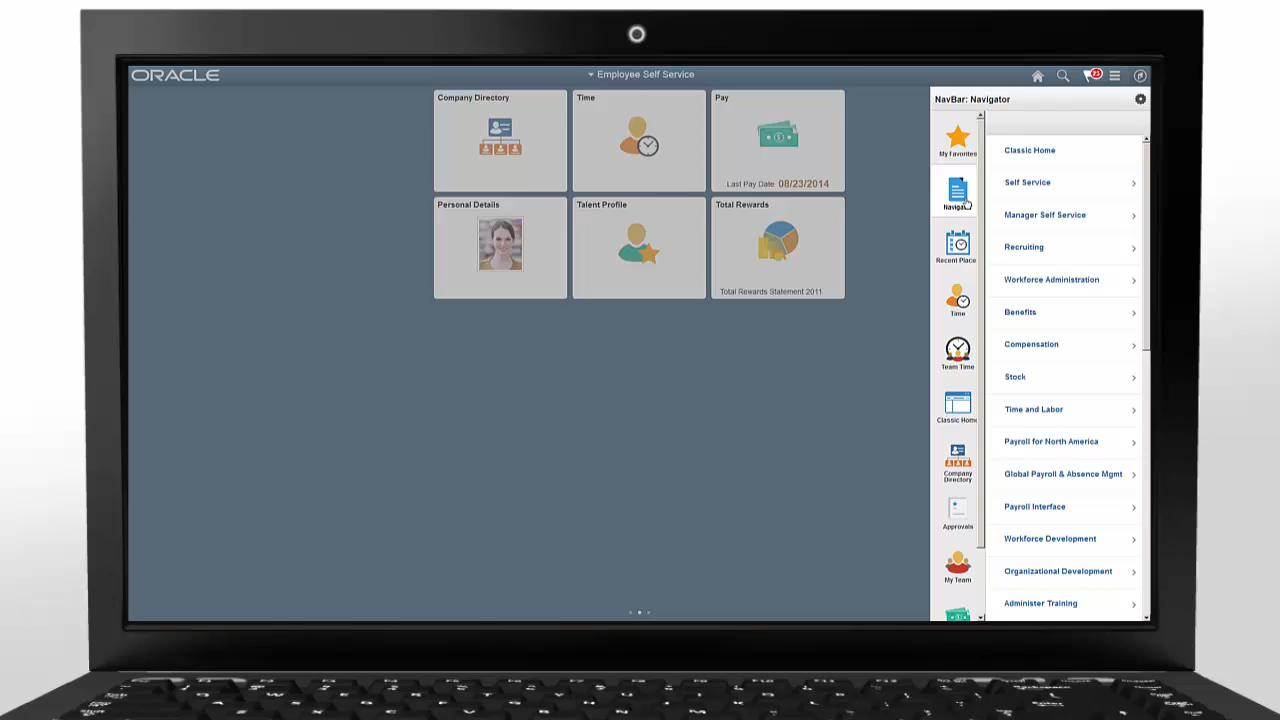 ORACLE
Employee Self Service
21
NavBar: Navigator
Company Directory
Time
Pay
Last Pay Date 08/23/2014
Personal Details
Talent Profile
Total Rewards
Total Rewards Statement 2011
My Favorites
Navigator
Recent Place
Time
Team Time
Classic Home
Company
Directory
Approvals
My Team
Classic Home
Self Service
Manager Self Service
Recruiting
Workforce Administration
Benefits
Compensation
Stock
Time and Labor
Payroll for North America
Global Payroll & Absence Mgmt
Payroll Interface
Workforce Development
Organizational Development
Administer Training